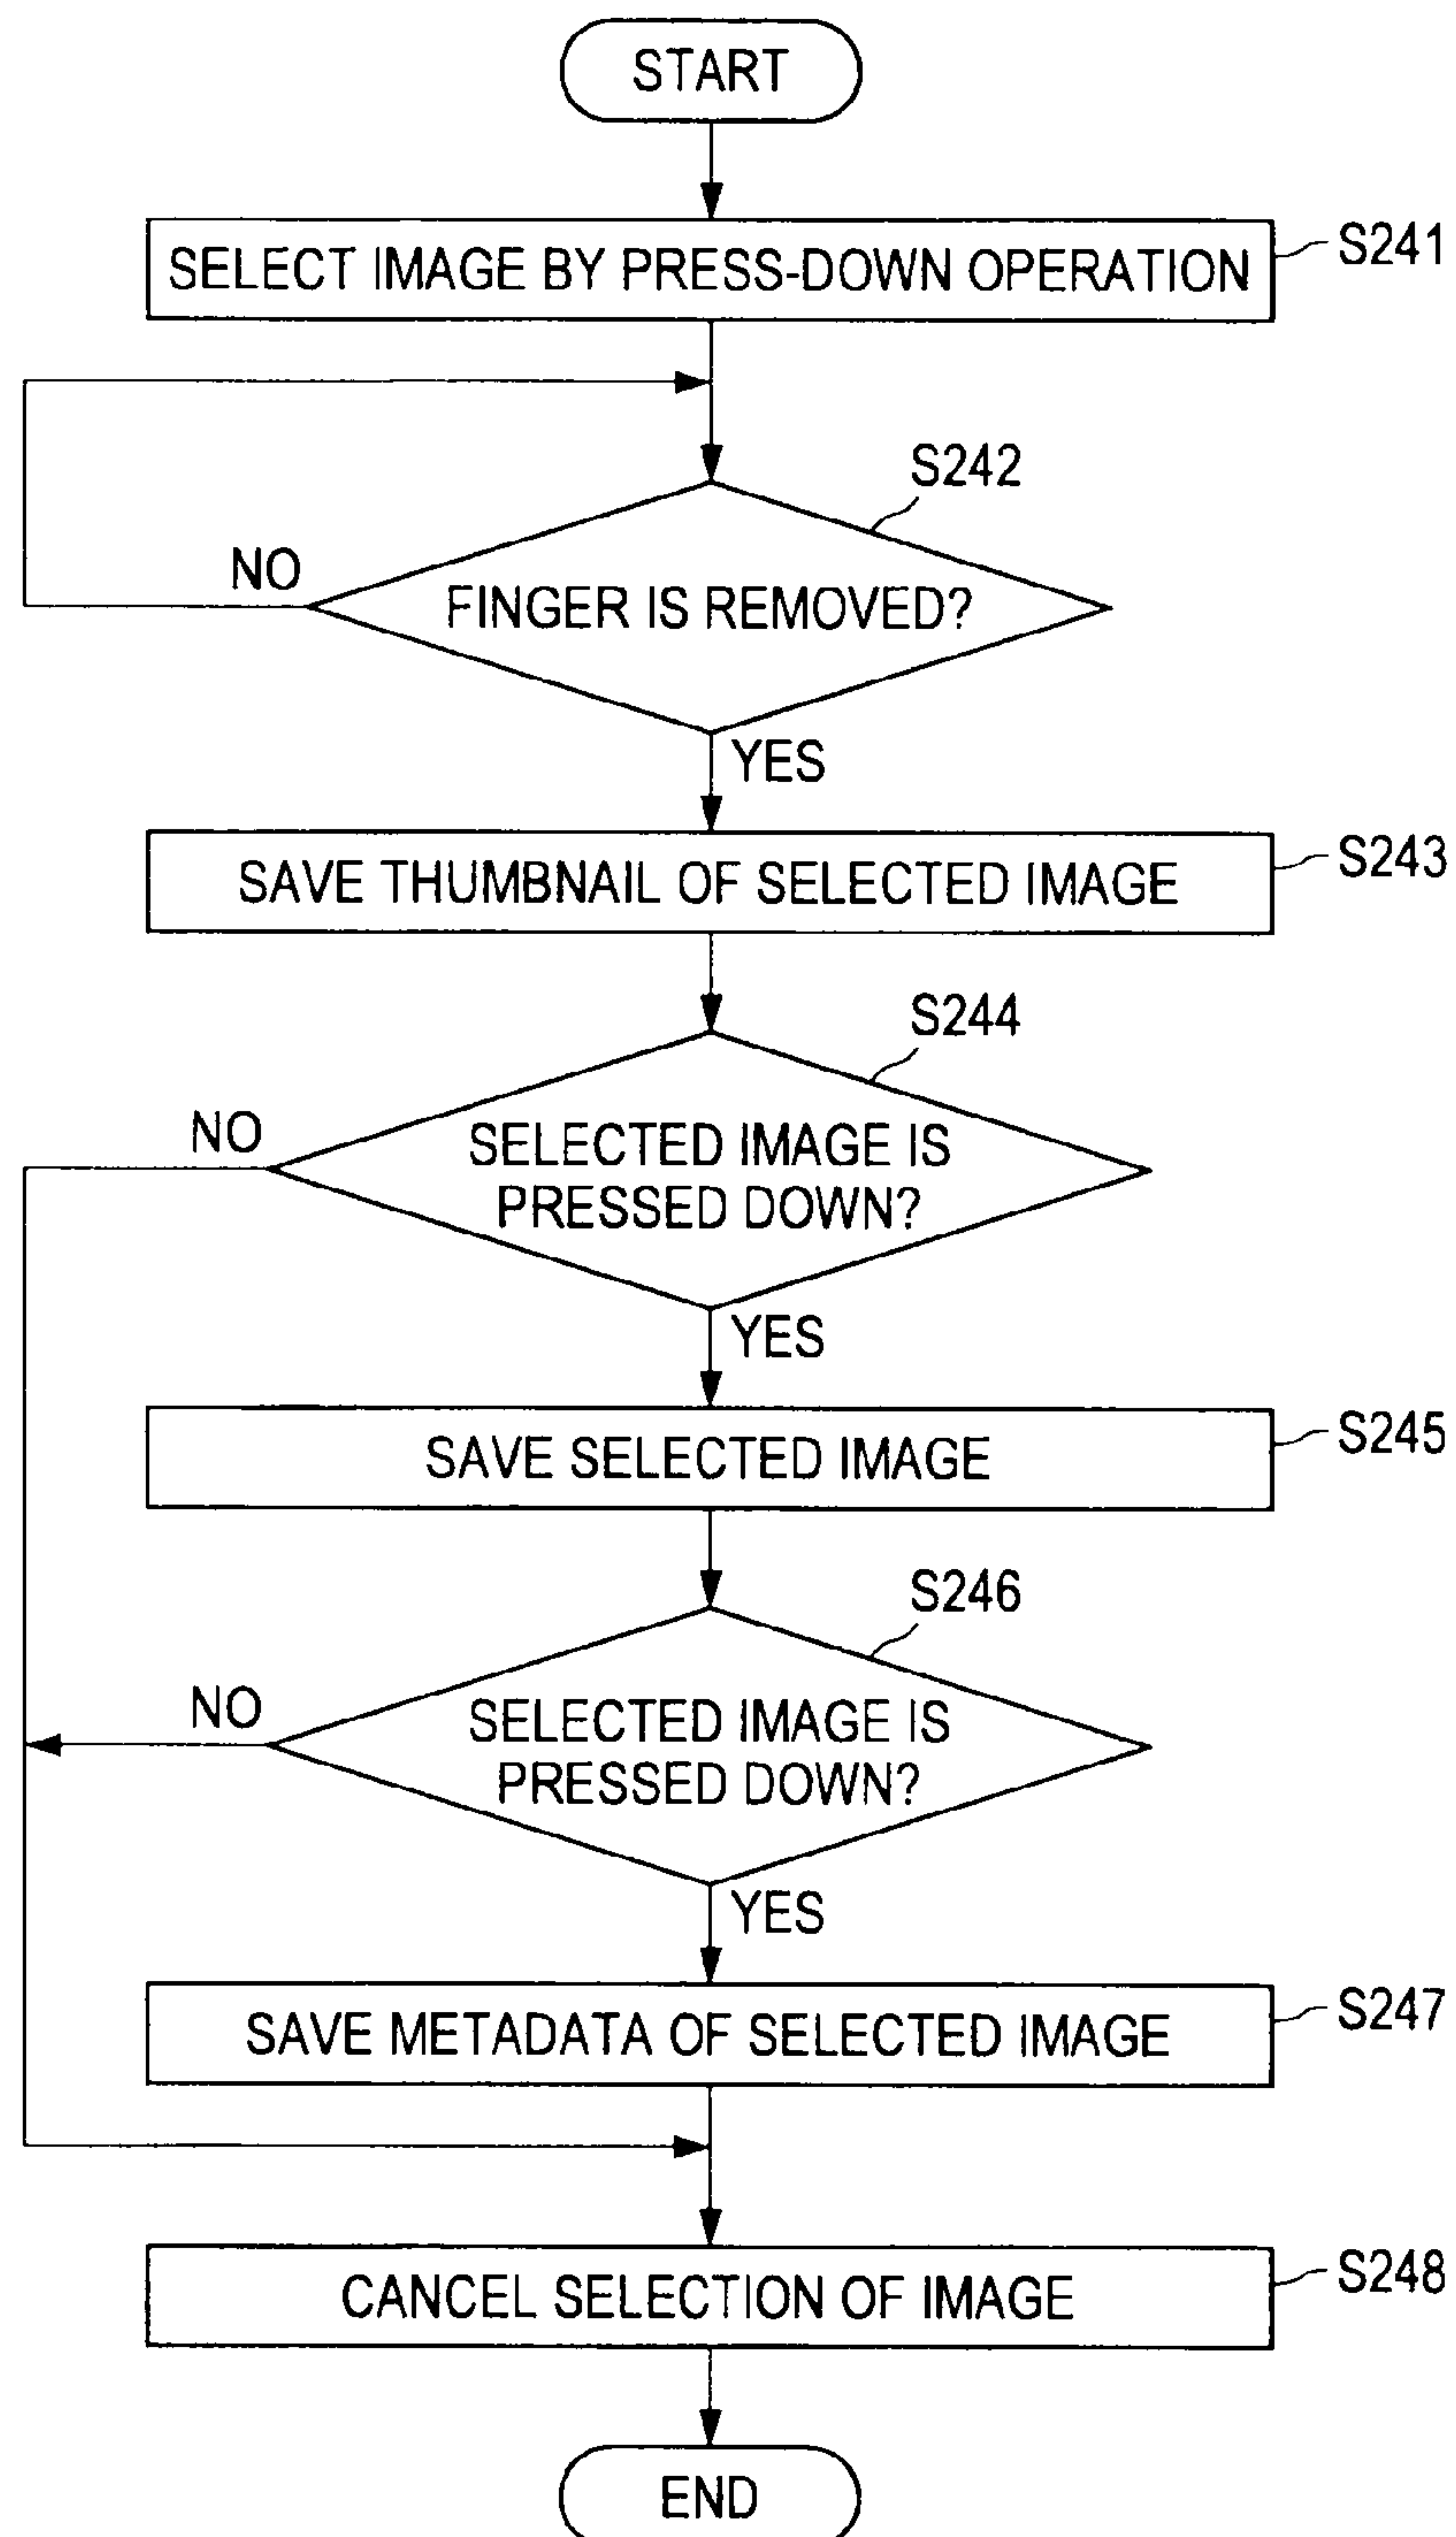 START
SELECT IMAGE BY PRESS-DOWN OPERATION
S241
S242
NO
FINGER IS REMOVED?
YES
SAVE THUMBNAIL OF SELECTED IMAGE
S243
S244
NO
SELECTED IMAGE IS
PRESSED DOWN?
YES
SAVE SELECTED IMAGE
S245
S246
NO
SELECTED IMAGE IS
PRESSED DOWN?
YES
SAVE METADATA OF SELECTED IMAGE
S247
CANCEL SELECTION OF IMAGE
S248
END